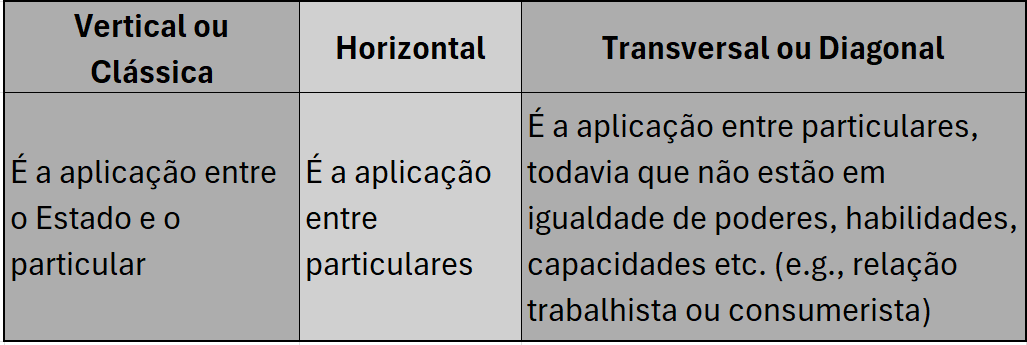 Vertical ou
Clássica
Horizontal
Transversal ou Diagonal
É a aplicação entre
o Estado e o
particular
É a aplicação
entre
particulares
É a aplicação entre particulares,
todavia que não estão em
igualdade de poderes, habilidades,
capacidades etc. (e.g., relação
trabalhista ou consumerista)